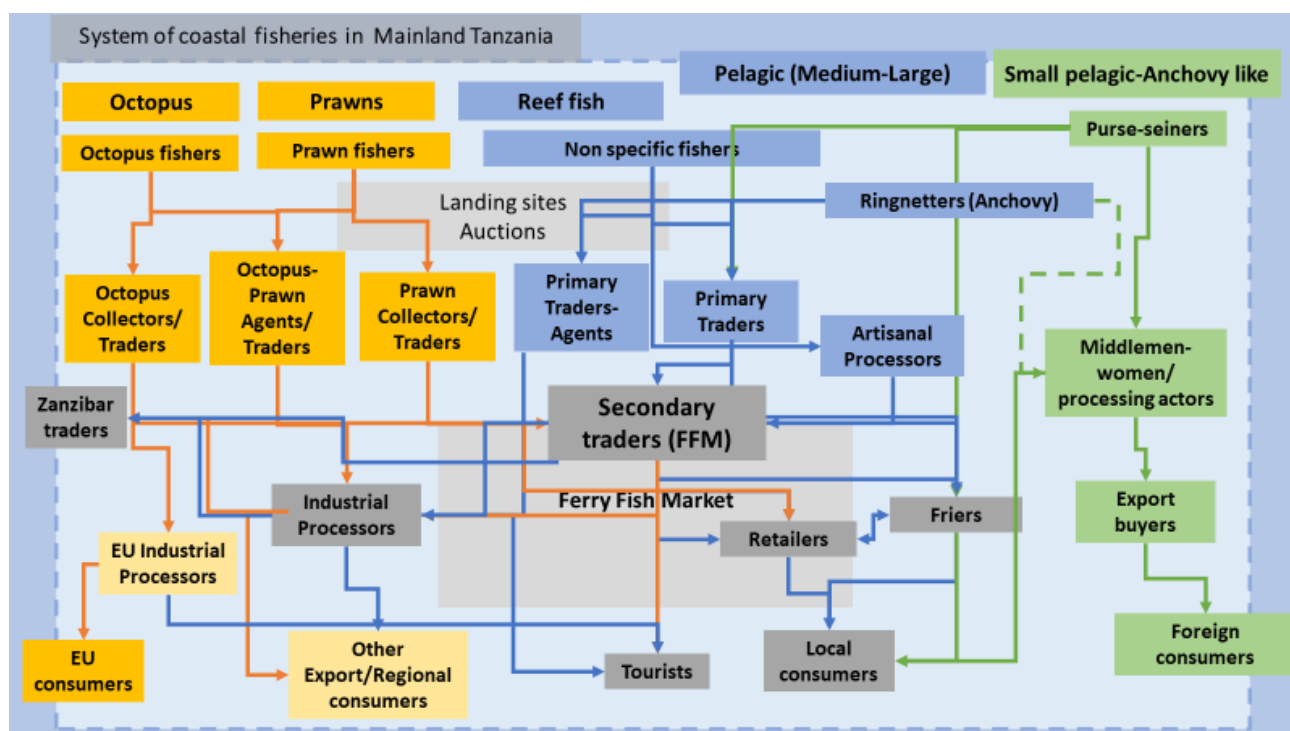 System of coastal fisheries in Mainland Tanzania
Pelagic (Medium-Large)
Small pelagic-Anchovy like
Octopus
Prawns
Reef fish
Purse-seiners
Octopus fishers
Prawn fishers
Non specific fishers
Landing sites
Auctions
Ringnetters (Anchovy)
Octopus
Collectors/
Traders
Octopus-
Prawn
Agents/
Traders
Prawn
Collectors/
Traders
Primary
Traders-
Agents
Primary
Traders
Artisanal
Processors
Middlemen-
women/
processing actors
Zanzibar
traders
Secondary
traders (FFM)
Ferry Fish Market
Industrial
Processors
Retailers
Friers
Export
buyers
EU Industrial
Processors
EU
consumers
Other
Export/Regional
consumers
Tourists
Local
consumers
Foreign
consumers